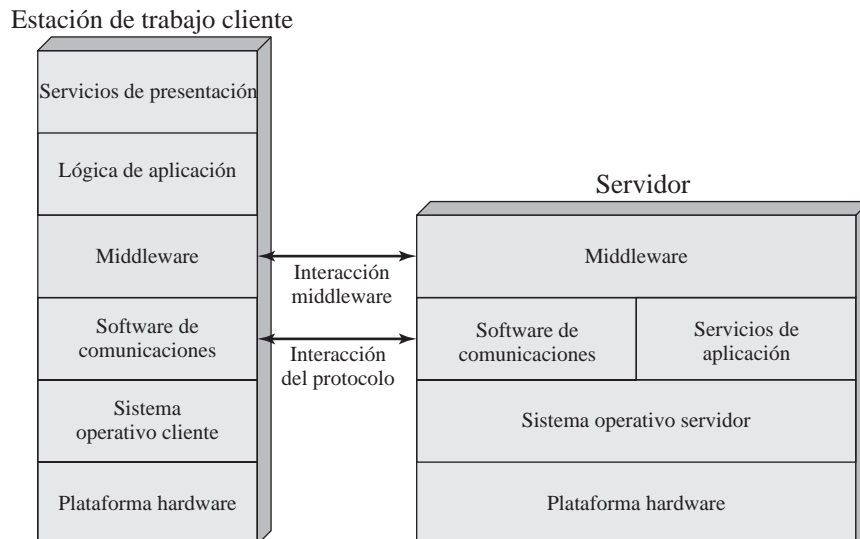 Estación de trabajo cliente
Servicios de presentación
Lógica de aplicación
Middleware
Software de
comunicaciones
Sistema
operativo cliente
Plataforma hardware
Interacción
middleware
Interacción
del protocolo
Servidor
Middleware
Software de
comunicaciones
Servicios de
aplicación
Sistema operativo servidor
Plataforma hardware